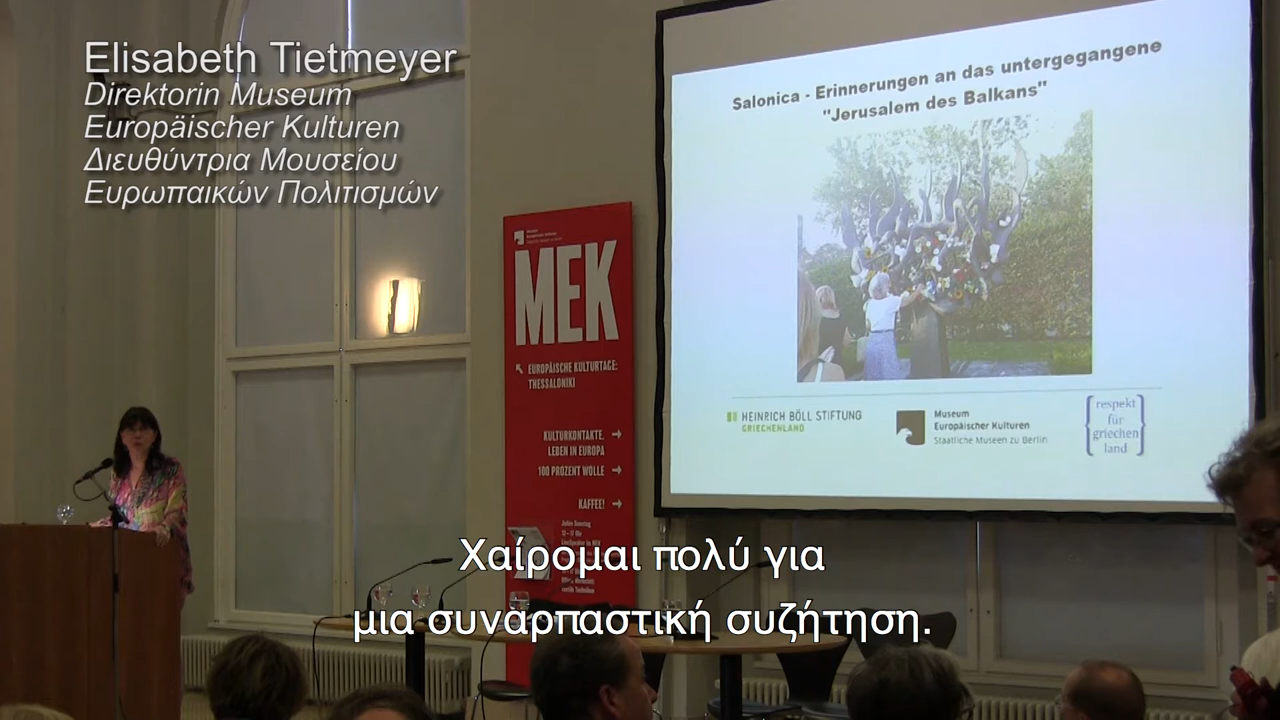 Elisabeth Tietmeyer
Direktorin Museum
Europäischer Kulturen
Διευθύντρια Μουσείου
Ευρωπαικών Πολιτισμών
Salonica - Erinnerungen an das untergegangene
"Jerusalem des Balkans"
HEINRICH BÖLL STIFTUNG
GRIECHENLAND
Museum
Europäischer Kulturen
Staatliche Museen zu Berlin
{respekt
für
griechen
land}
MEK
EUROPÄISCHE KULTURTAGE:
THESSALONIKI
KULTURKONTAKTE.
LEBEN IN EUROPA
100 PROZENT WOLLE
KAFFEE!
Χαίρομαι πολύ για
μια συναρπαστική συζήτηση.